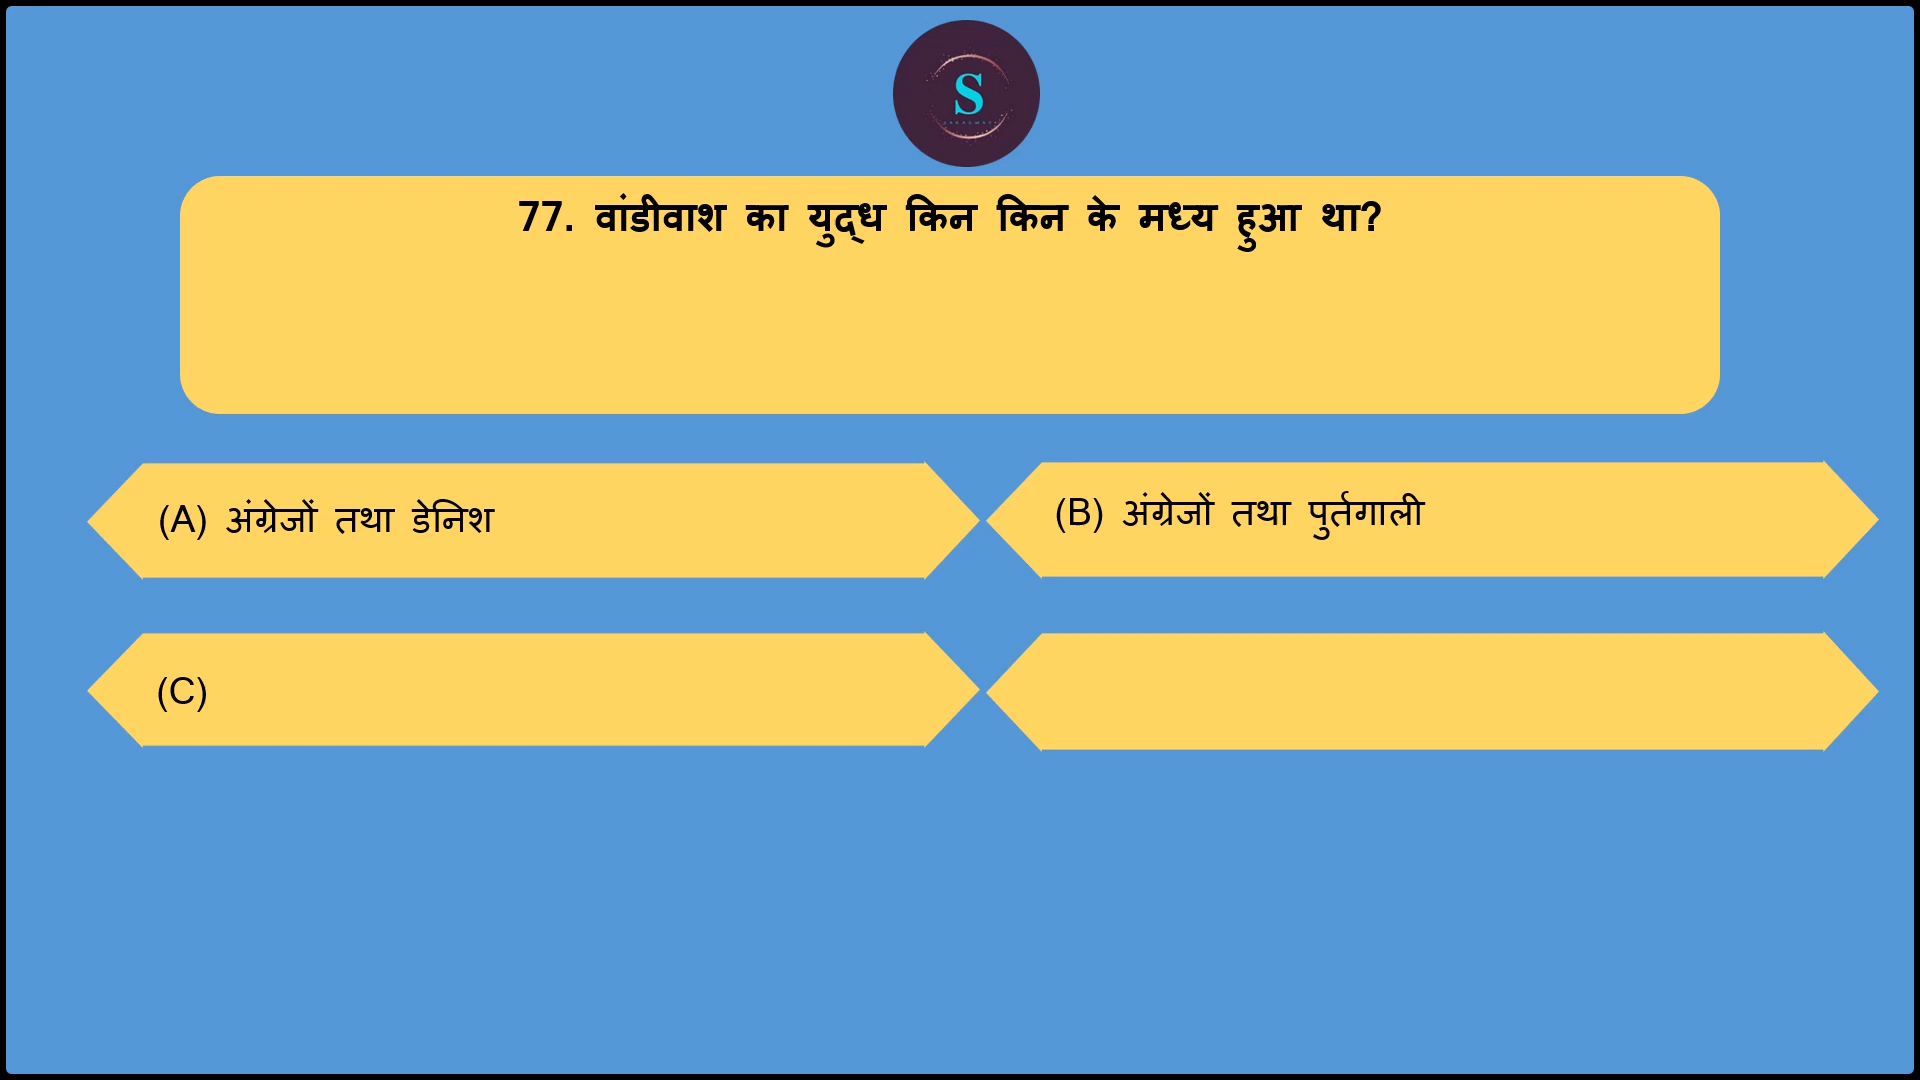 S
77. वांडीवाश का युद्ध किन किन के मध्य हुआ था?
(A) अंग्रेजों तथा डेनिश
(B) अंग्रेजों तथा पुर्तगाली
(C)